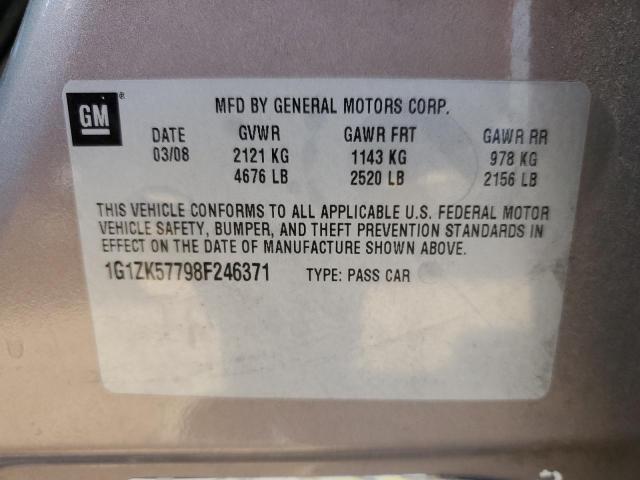 GM ®
MFD BY GENERAL MOTORS CORP.
DATE GVWR GAWR FRT GAWR RR
03/08 2121 KG 1143 KG 978 KG
4676 LB 2520 LB 2156 LB
THIS VEHICLE CONFORMS TO ALL APPLICABLE U.S. FEDERAL MOTOR
VEHICLE SAFETY, BUMPER, AND THEFT PREVENTION STANDARDS IN
EFFECT ON THE DATE OF MANUFACTURE SHOWN ABOVE.
1G1ZK57798F246371 TYPE: PASS CAR